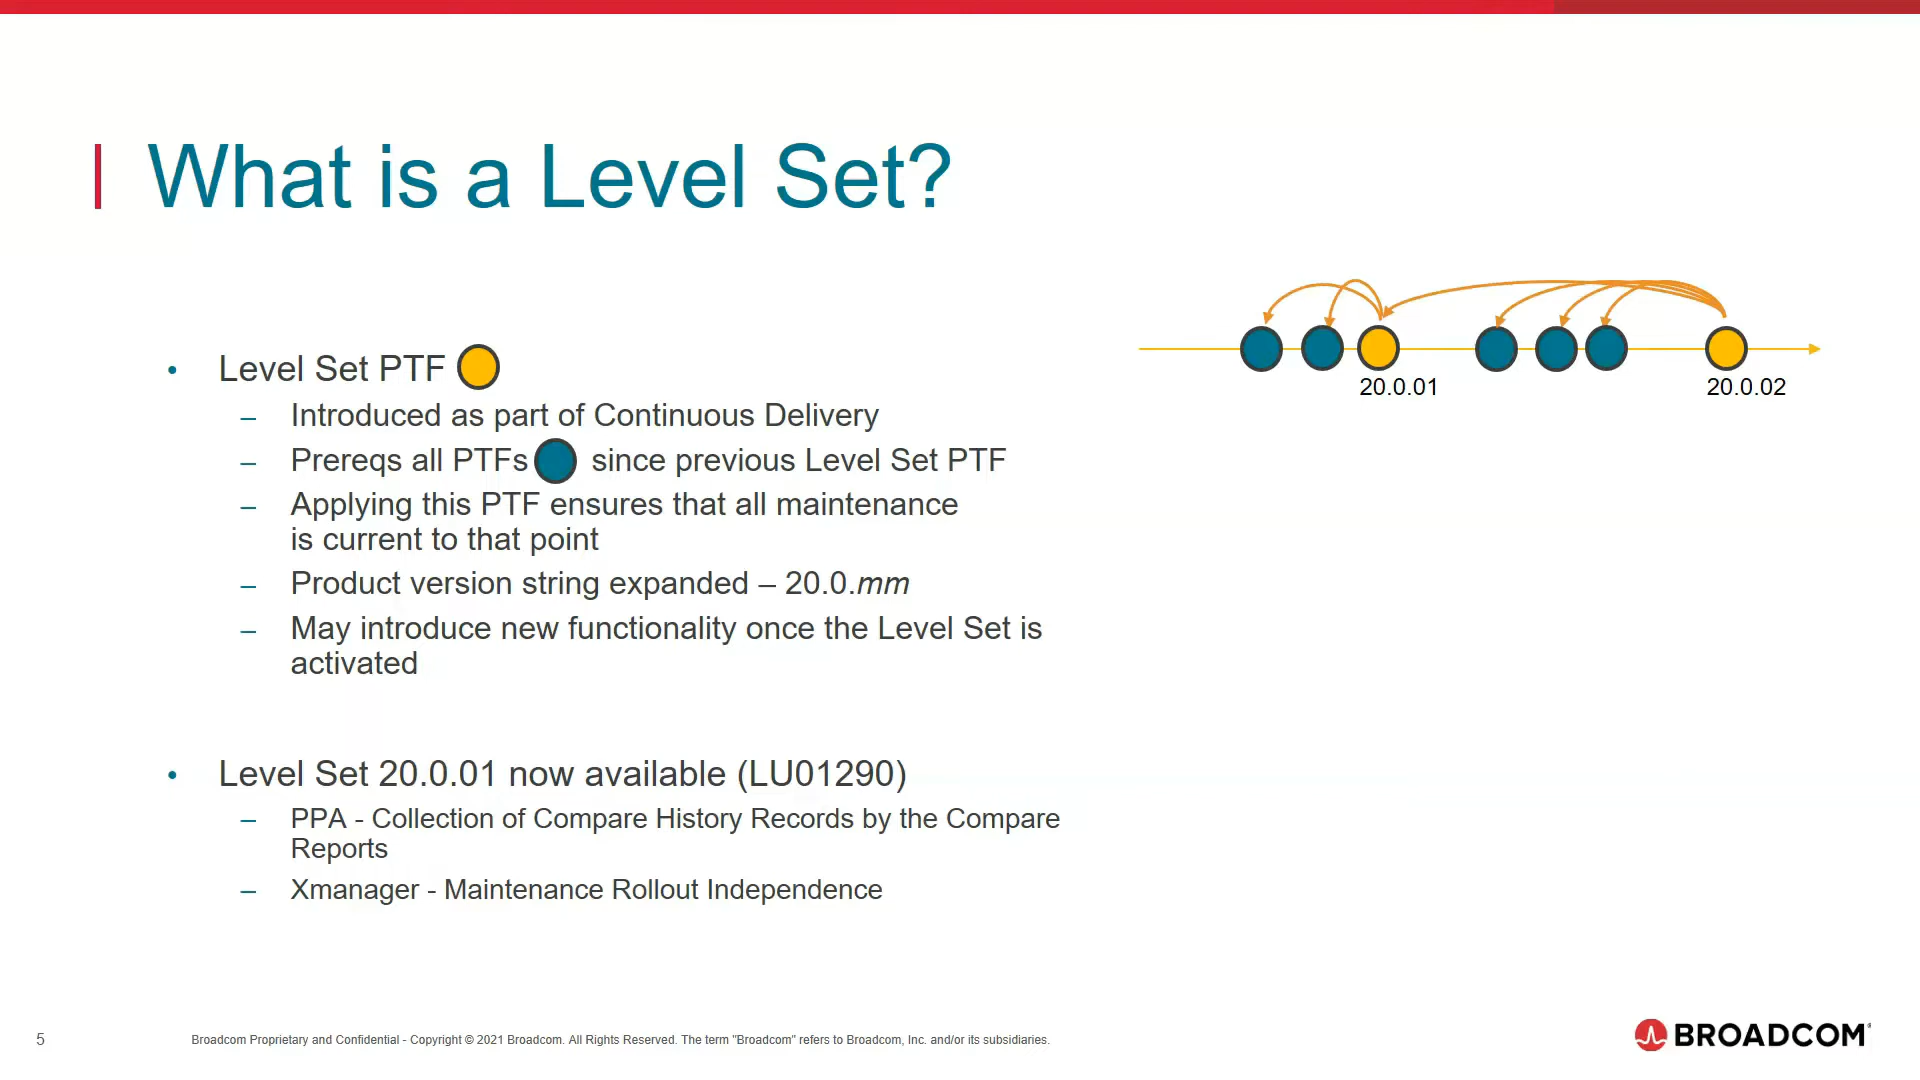 What is a Level Set?
20.0.01
20.0.02
• Level Set PTF
– Introduced as part of Continuous Delivery
– Prereqs all PTFs since previous Level Set PTF
– Applying this PTF ensures that all maintenance
is current to that point
– Product version string expanded – 20.0.mm
– May introduce new functionality once the Level Set is
activated
• Level Set 20.0.01 now available (LU01290)
– PPA - Collection of Compare History Records by the Compare
Reports
– Xmanager - Maintenance Rollout Independence
5
Broadcom Proprietary and Confidential - Copyright © 2021 Broadcom. All Rights Reserved. The term "Broadcom" refers to Broadcom, Inc. and/or its subsidiaries.
BROADCOM®